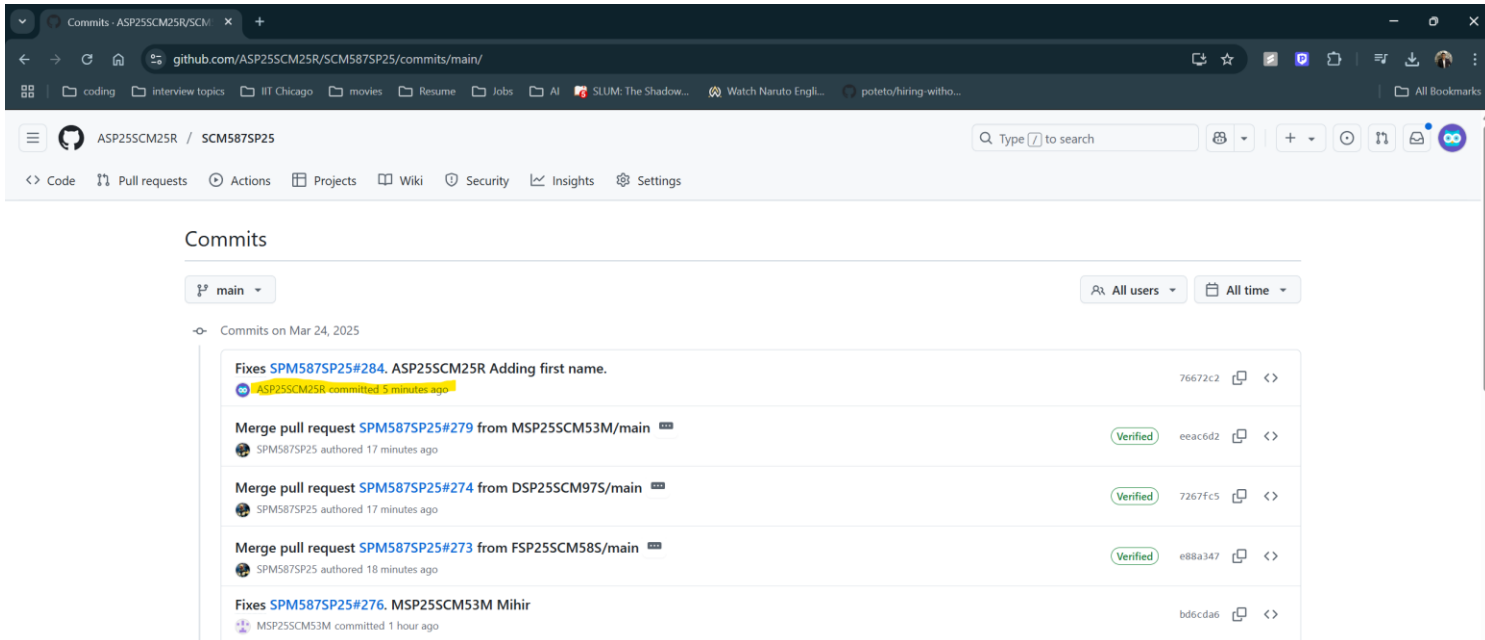 Commits · ASP25SCM25R/SCM5
github.com/ASP25SCM25R/SCM587SP25/commits/main/
coding interview topics IIT Chicago movies Resume Jobs AI SLUM: The Shadow... Watch Naruto Engli... poteto/hiring-witho... All Bookmarks
ASP25SCM25R / SCM587SP25 Type / to search
Code Pull requests Actions Projects Wiki Security Insights Settings
Commits
main All users All time
Commits on Mar 24, 2025
Fixes SPM587SP25#284. ASP25SCM25R Adding first name.
ASP25SCM25R committed 5 minutes ago
76672c2
Merge pull request SPM587SP25#279 from MSP25SCM53M/main
SPM587SP25 authored 17 minutes ago
Verified eeac6d2
Merge pull request SPM587SP25#274 from DSP25SCM97S/main
SPM587SP25 authored 17 minutes ago
Verified 7267fc5
Merge pull request SPM587SP25#273 from FSP25SCM58S/main
SPM587SP25 authored 18 minutes ago
Verified e88a347
Fixes SPM587SP25#276. MSP25SCM53M Mihir
MSP25SCM53M committed 1 hour ago
bd6cda6